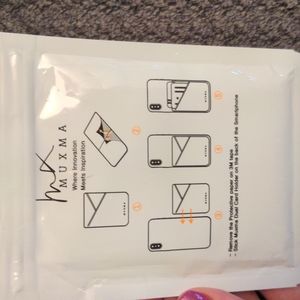 mx
MUXMA
Where Innovation
Meets Inspiration
1
2
3
4
5
- Remove the Protective paper on 3M tape
- Stick Muxma Dual Card Holder on the back of the Smartphone